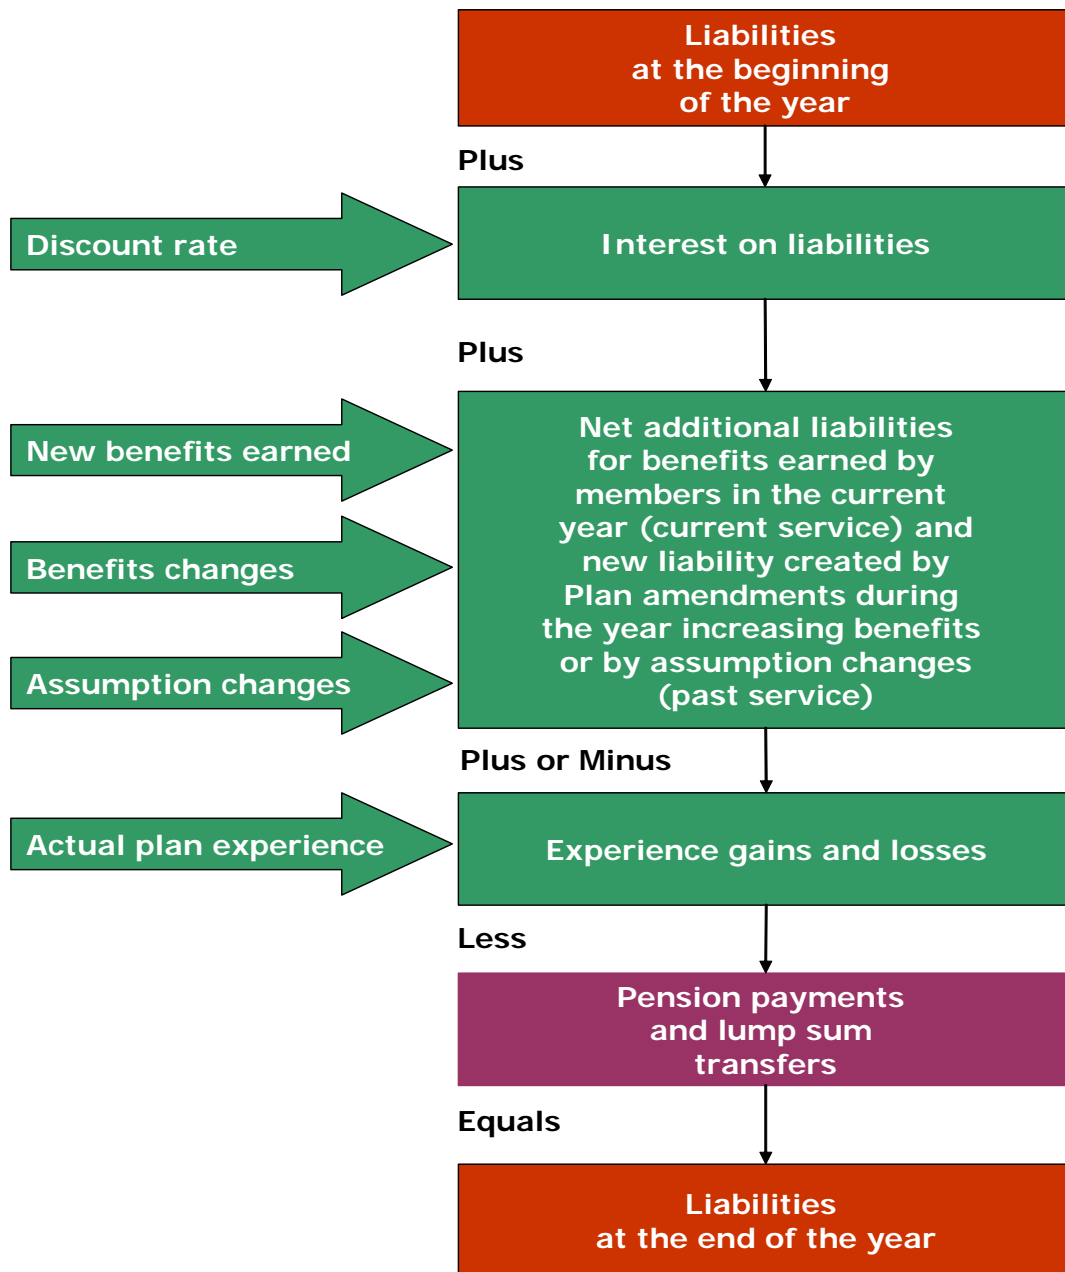 Liabilities
at the beginning
of the year
Plus
Discount rate
Interest on liabilities
Plus
New benefits earned
Benefits changes
Assumption changes
Net additional liabilities
for benefits earned by
members in the current
year (current service) and
new liability created by
Plan amendments during
the year increasing benefits
or by assumption changes
(past service)
Plus or Minus
Actual plan experience
Experience gains and losses
Less
Pension payments
and lump sum
transfers
Equals
Liabilities
at the end of the year